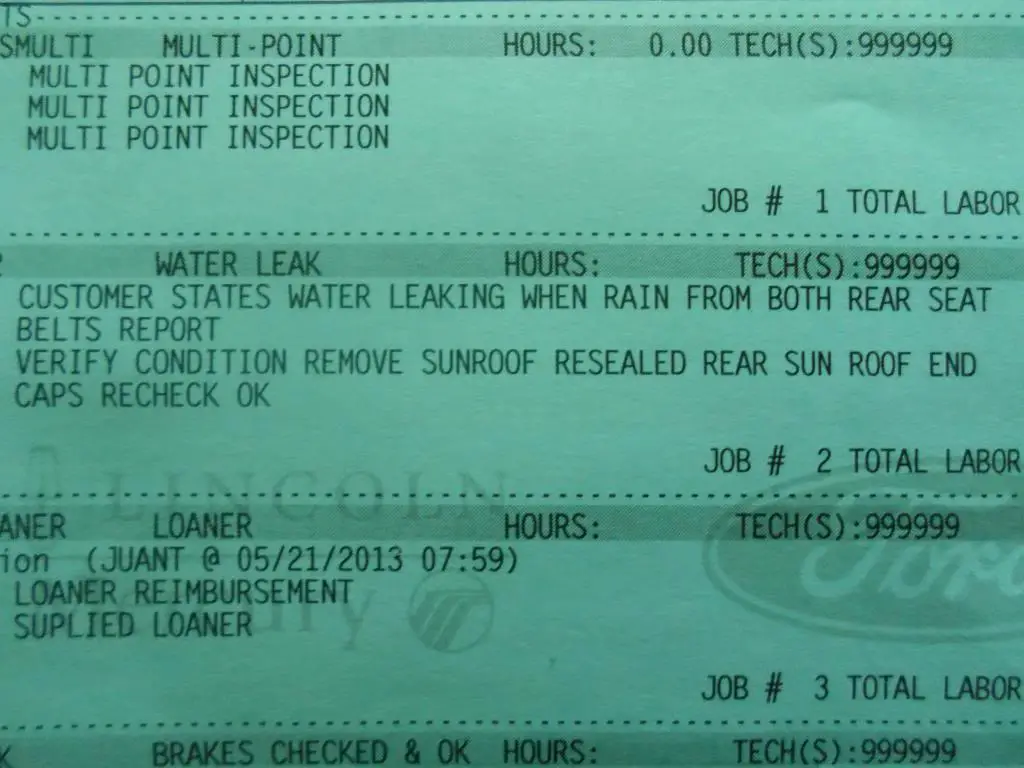 TS
SMULTI MULTI-POINT HOURS: 0.00 TECH(S):999999
MULTI POINT INSPECTION
MULTI POINT INSPECTION
MULTI POINT INSPECTION
JOB # 1 TOTAL LABOR
WATER LEAK HOURS: TECH(S):999999
CUSTOMER STATES WATER LEAKING WHEN RAIN FROM BOTH REAR SEAT
BELTS REPORT
VERIFY CONDITION REMOVE SUNROOF RESEALED REAR SUN ROOF END
CAPS RECHECK OK
JOB # 2 TOTAL LABOR
LINCOLN
ANER LOANER HOURS: TECH(S):999999
ion (JUANT @ 05/21/2013 07:59)
Ford
LOANER REIMBURSEMENT
SUPLIED LOANER
JOB # 3 TOTAL LABOR
K BRAKES CHECKED & OK HOURS: TECH(S):999999